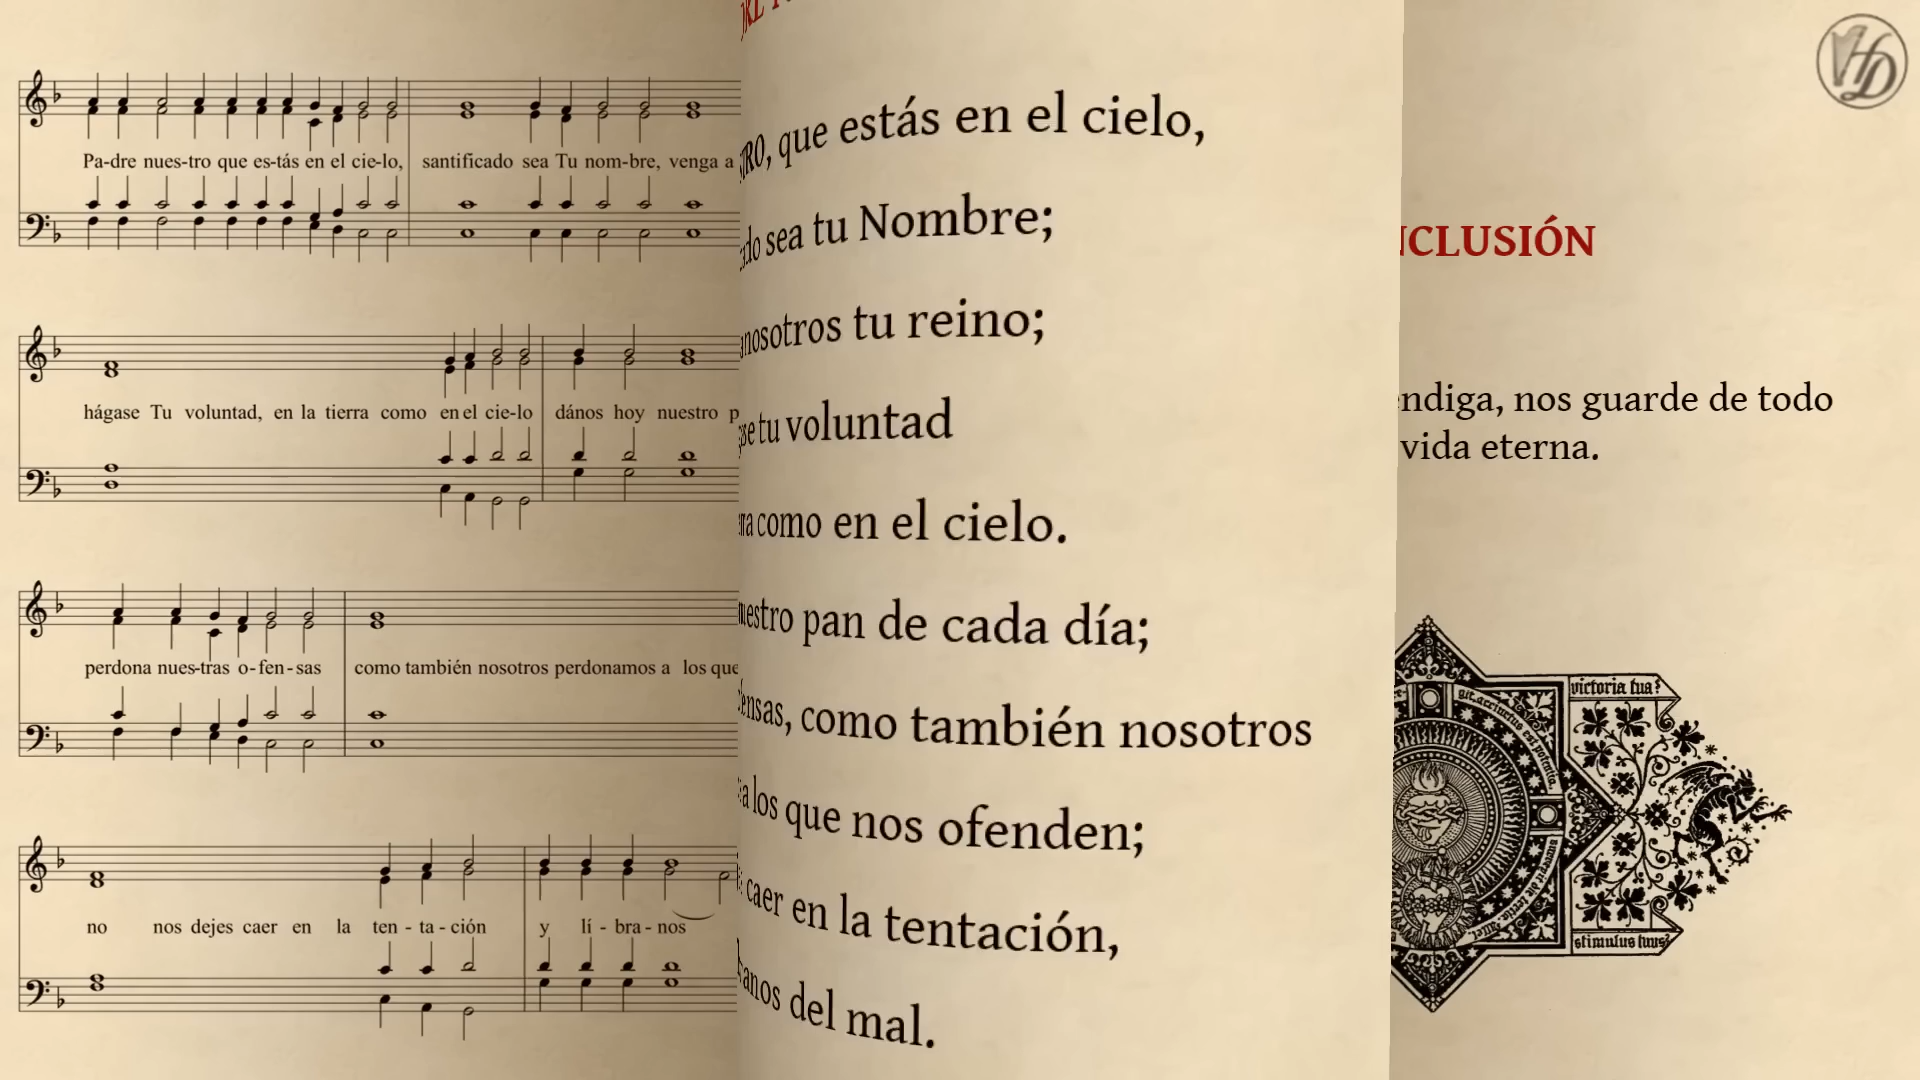 Pa-dre nues-tro que es-tás en el cie-lo, santificado sea Tu nom-bre, venga a
hágase Tu voluntad, en la tierra como en el cie-lo dános hoy nuestro p
perdona nues-tras o-fen-sas como también nosotros perdonamos a los que
no nos dejes caer en la ten-ta-ción y lí-bra-nos
que estás en el cielo,
sea tu Nombre;
nosotros tu reino;
tu voluntad
como en el cielo.
pan de cada día;
como también nosotros
a los que nos ofenden;
caer en la tentación,
del mal.
HD
NCLUSIÓN
endiga, nos guarde de todo
vida eterna.
victoria tua?
stimulus tuus?